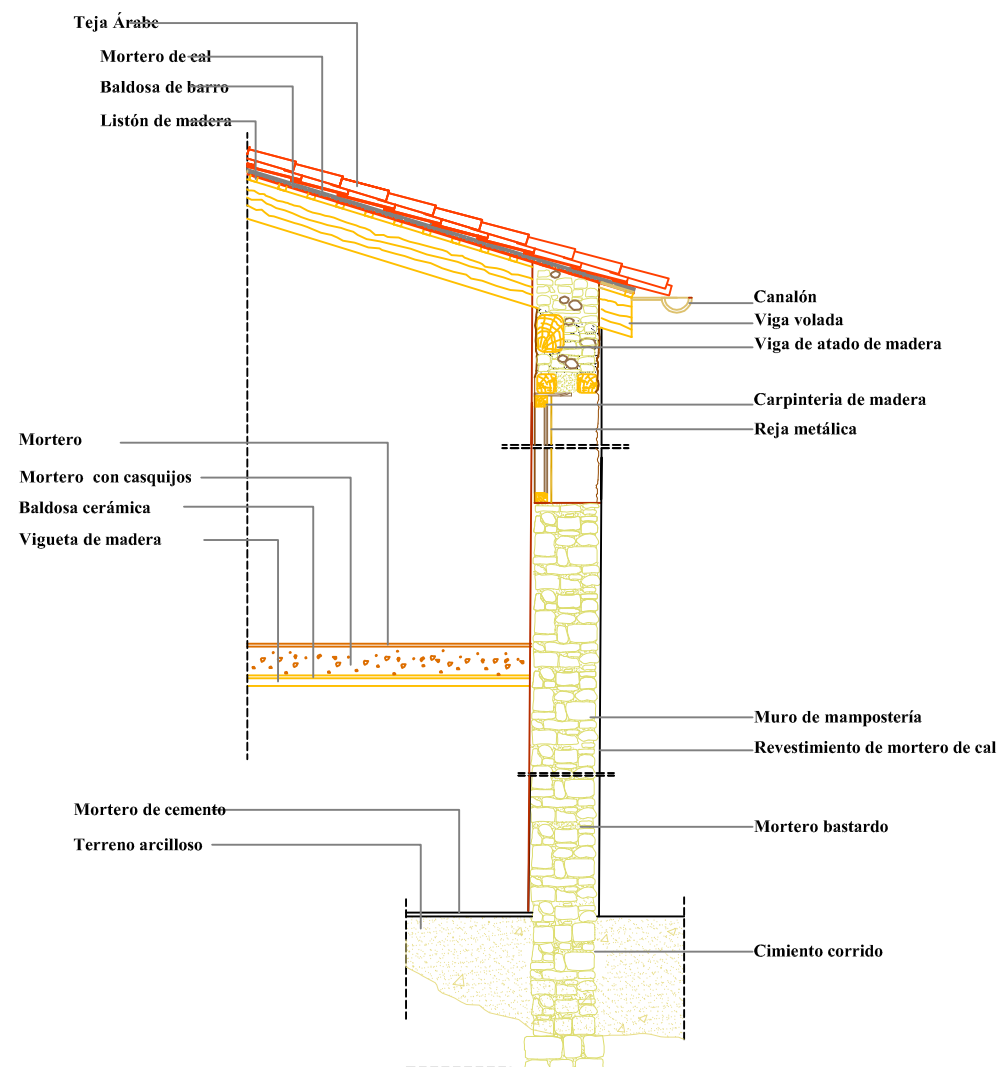 Teja Árabe
Mortero de cal
Baldosa de barro
Listón de madera
Canalón
Viga volada
Viga de atado de madera
Carpinteria de madera
Reja metálica
Mortero
Mortero con casquijos
Baldosa cerámica
Vigueta de madera
Muro de mampostería
Revestimiento de mortero de cal
Mortero de cemento
Terreno arcilloso
Mortero bastardo
Cimiento corrido